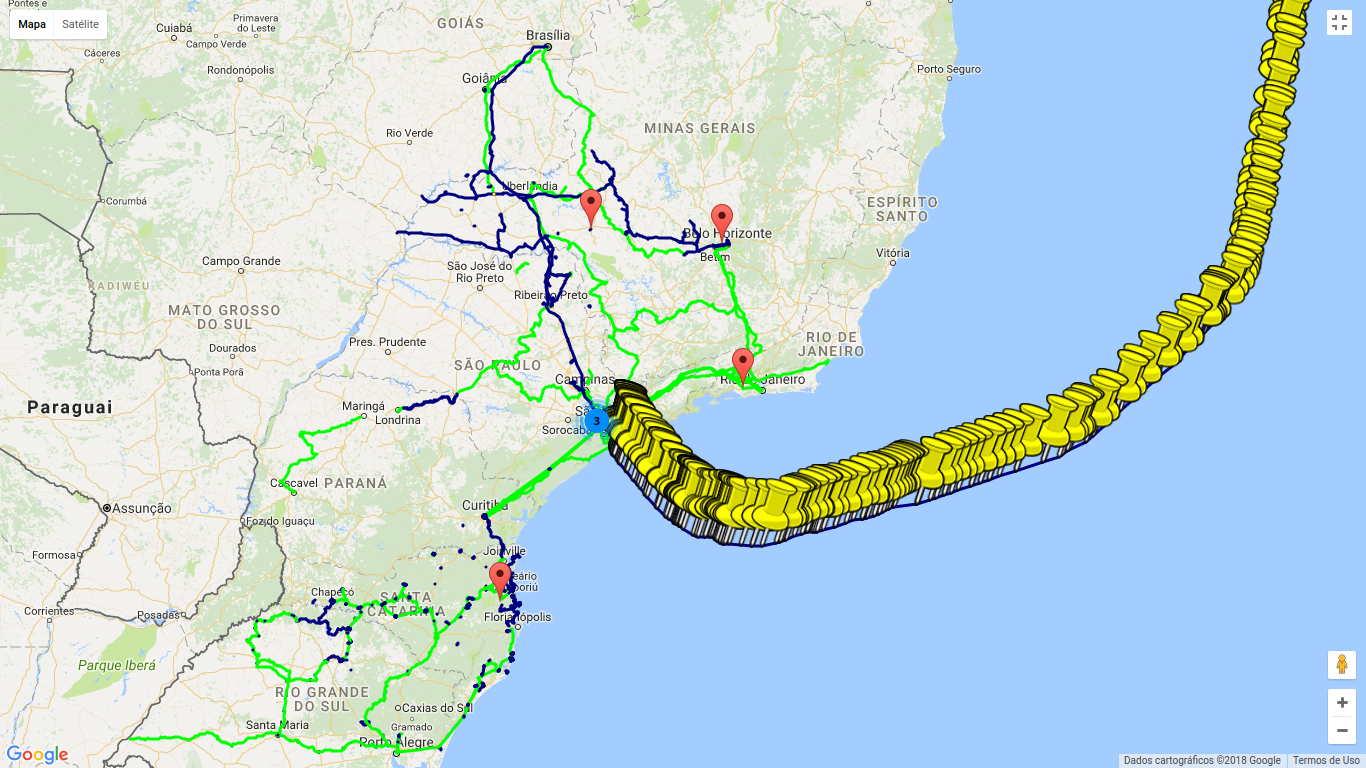 Pontes e
Mapa
Satélite
Cuiabá
Primavera
do Leste
Campo Verde
GOIÁS
Brasília
Cáceres
Rondonópolis
Goiânia
Porto Seguro
Rio Verde
MINAS GERAIS
Uberlândia
Corumbá
ESPÍRITO
SANTO
Belo Horizonte
Betim
Vitória
Campo Grande
São José do
Rio Preto
KADIWÉU
Ribeirão Preto
MATO GROSSO
DO SUL
RIO DE
JANEIRO
Dourados
Pres. Prudente
Ponta Porã
SÃO PAULO
Campinas
Rio de Janeiro
Paraguai
Maringá
Londrina
3
Sorocaba
Cascavel
PARANÁ
Curitiba
Assunção
Foz do Iguaçu
Formosa
Joinville
Chapecó
SANTA
CATARINA
Corrientes
Posadas
Florianópolis
Parque Iberá
RIO GRANDE
DO SUL
Caxias do Sul
Santa Maria
Gramado
Porto Alegre
Google
Dados cartográficos ©2018 Google
Termos de Uso